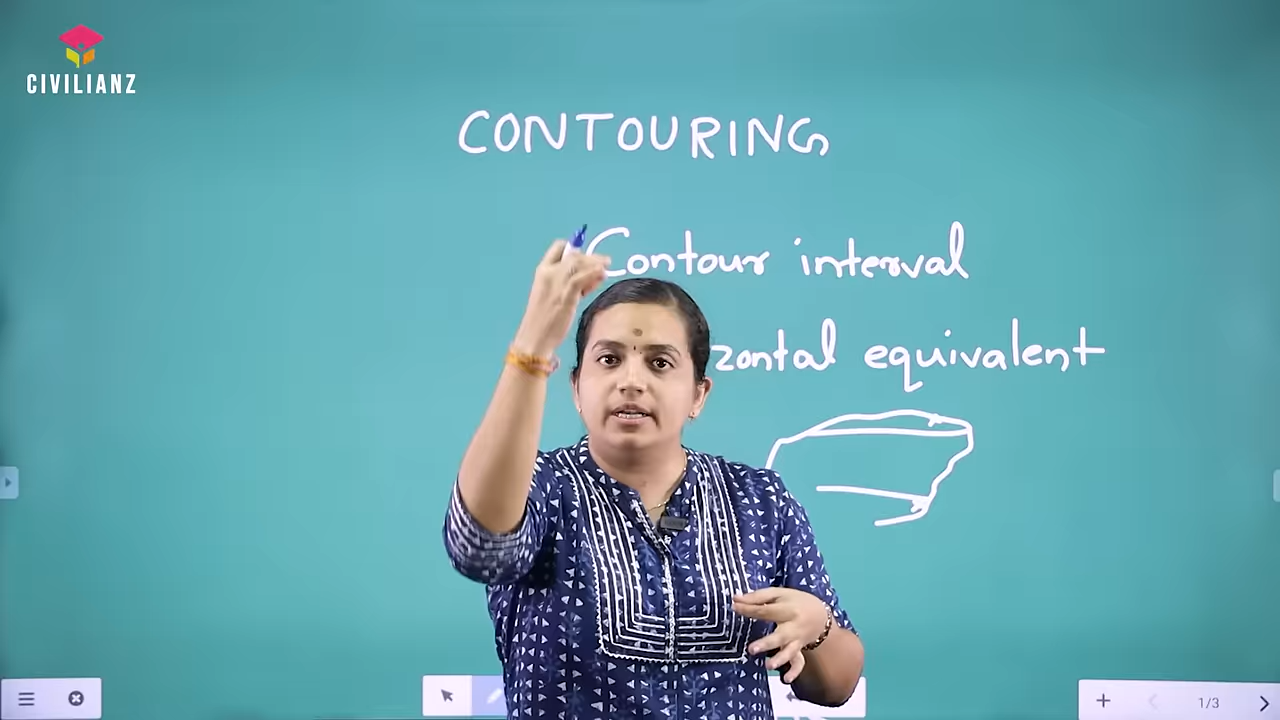 CIVILIANZ
CONTOURING
Contour interval
zontal equivalent
1/3